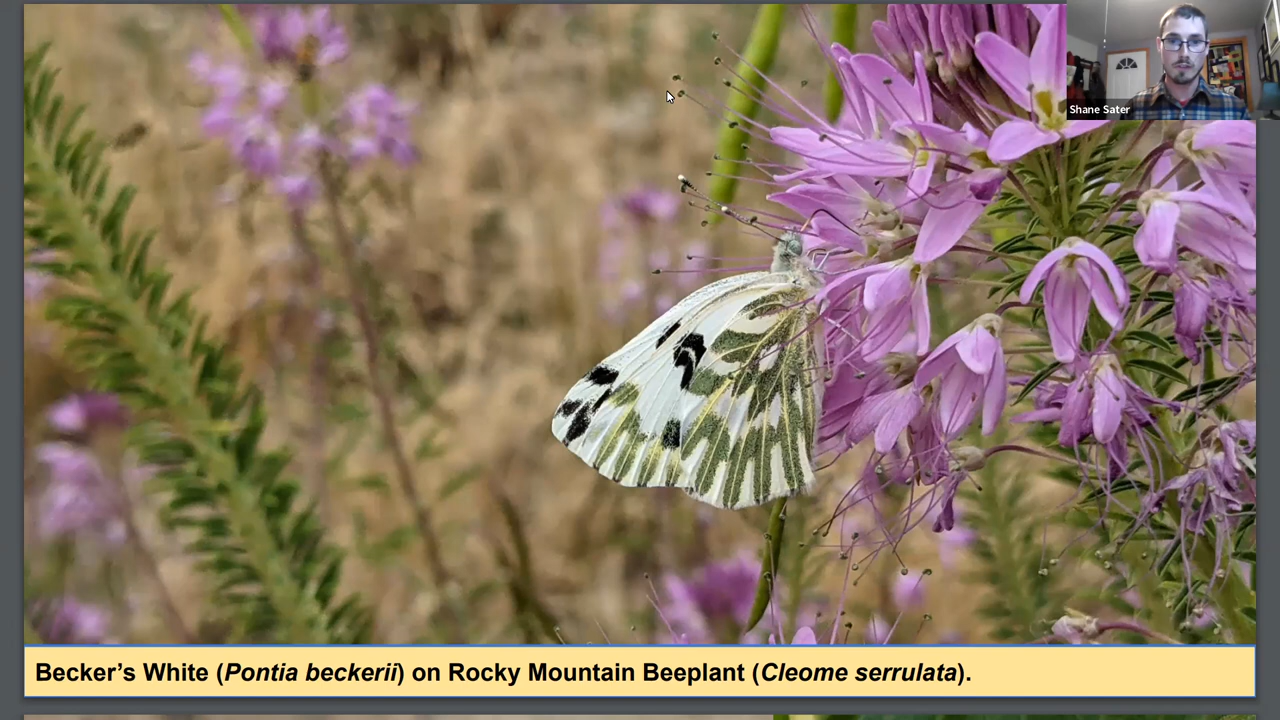 Shane Sater
Becker’s White (Pontia beckerii) on Rocky Mountain Beeplant (Cleome serrulata).